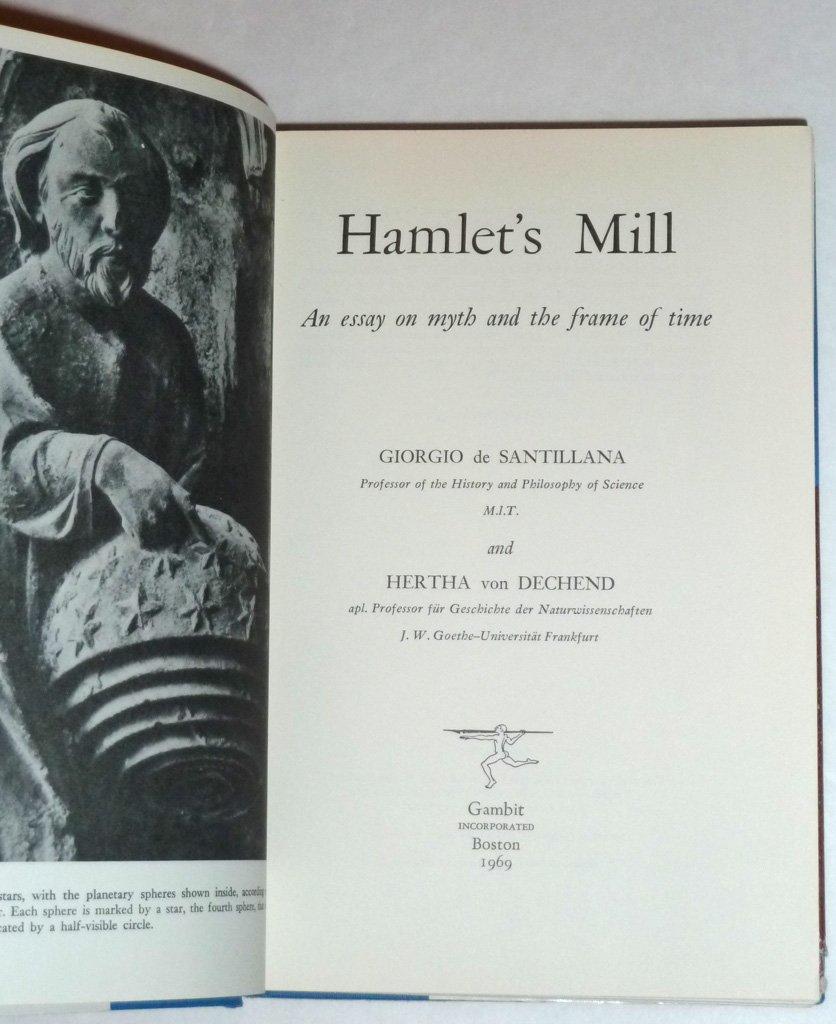 stars, with the planetary spheres shown inside, according
r. Each sphere is marked by a star, the fourth sphere,
cated by a half-visible circle.
Hamlet's Mill
An essay on myth and the frame of time
GIORGIO de SANTILLANA
Professor of the History and Philosophy of Science
M.I.T.
and
HERTHA von DECHEND
apl. Professor für Geschichte der Naturwissenschaften
J. W. Goethe–Universität Frankfurt
Gambit
INCORPORATED
Boston
1969